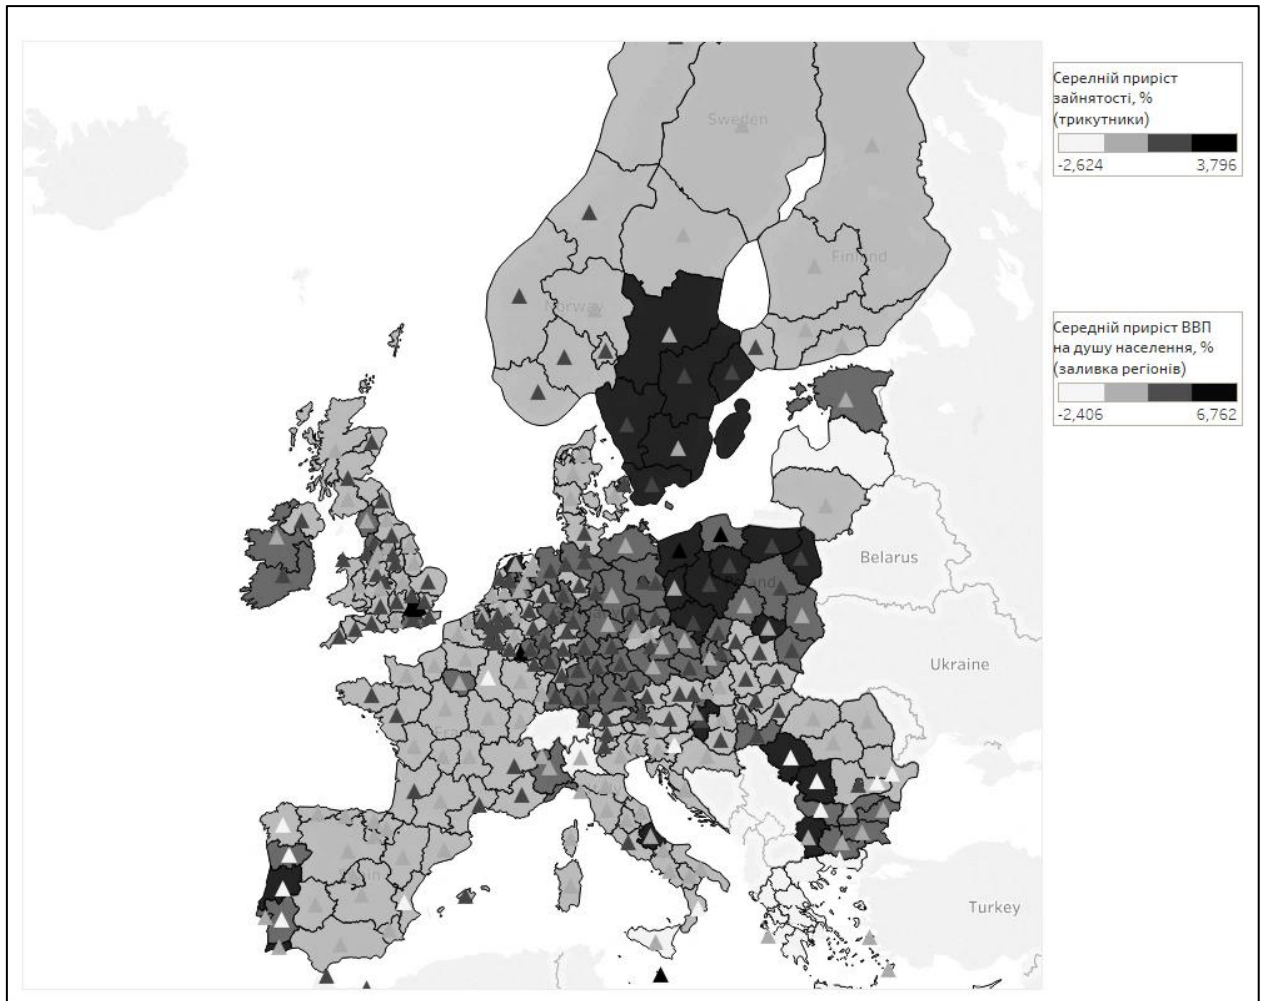 Серелній приріст
зайнятості, %
(трикутники)
-2,624 3,796
Sweden
Finland
Norway
Середній приріст ВВП
на душу населення, %
(заливка регіонів)
-2,406 6,762
Belarus
Poland
Ukraine
Turkey